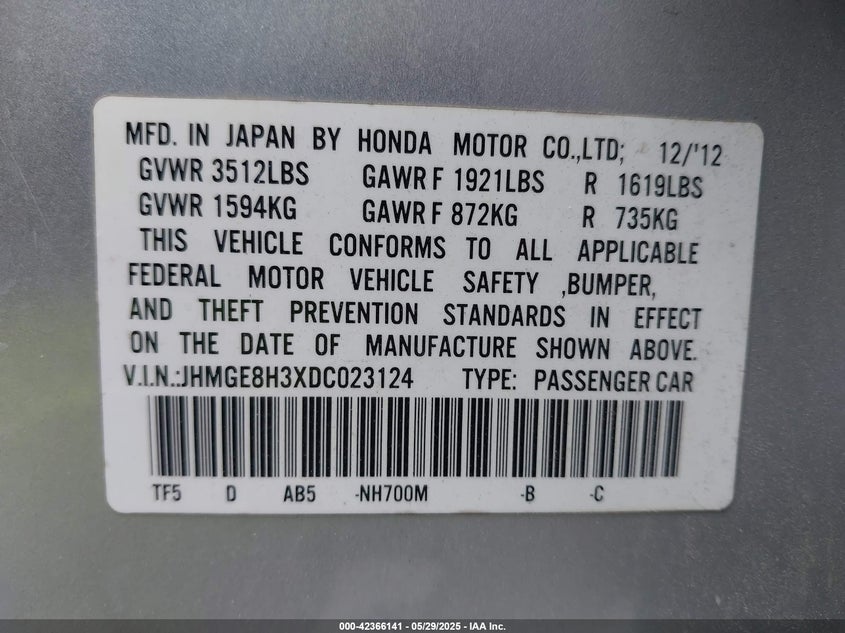 MFD. IN JAPAN BY HONDA MOTOR CO.,LTD; 12/'12
GVWR 3512LBS GAWR F 1921LBS R 1619LBS
GVWR 1594KG GAWR F 872KG R 735KG
THIS VEHICLE CONFORMS TO ALL APPLICABLE
FEDERAL MOTOR VEHICLE SAFETY ,BUMPER,
AND THEFT PREVENTION STANDARDS IN EFFECT
ON THE DATE OF MANUFACTURE SHOWN ABOVE.
V.I.N.:JHMGE8H3XDC023124 TYPE: PASSENGER CAR
TF5 D AB5 -NH700M -B -C
000-42366141 - 05/29/2025 - IAA Inc.